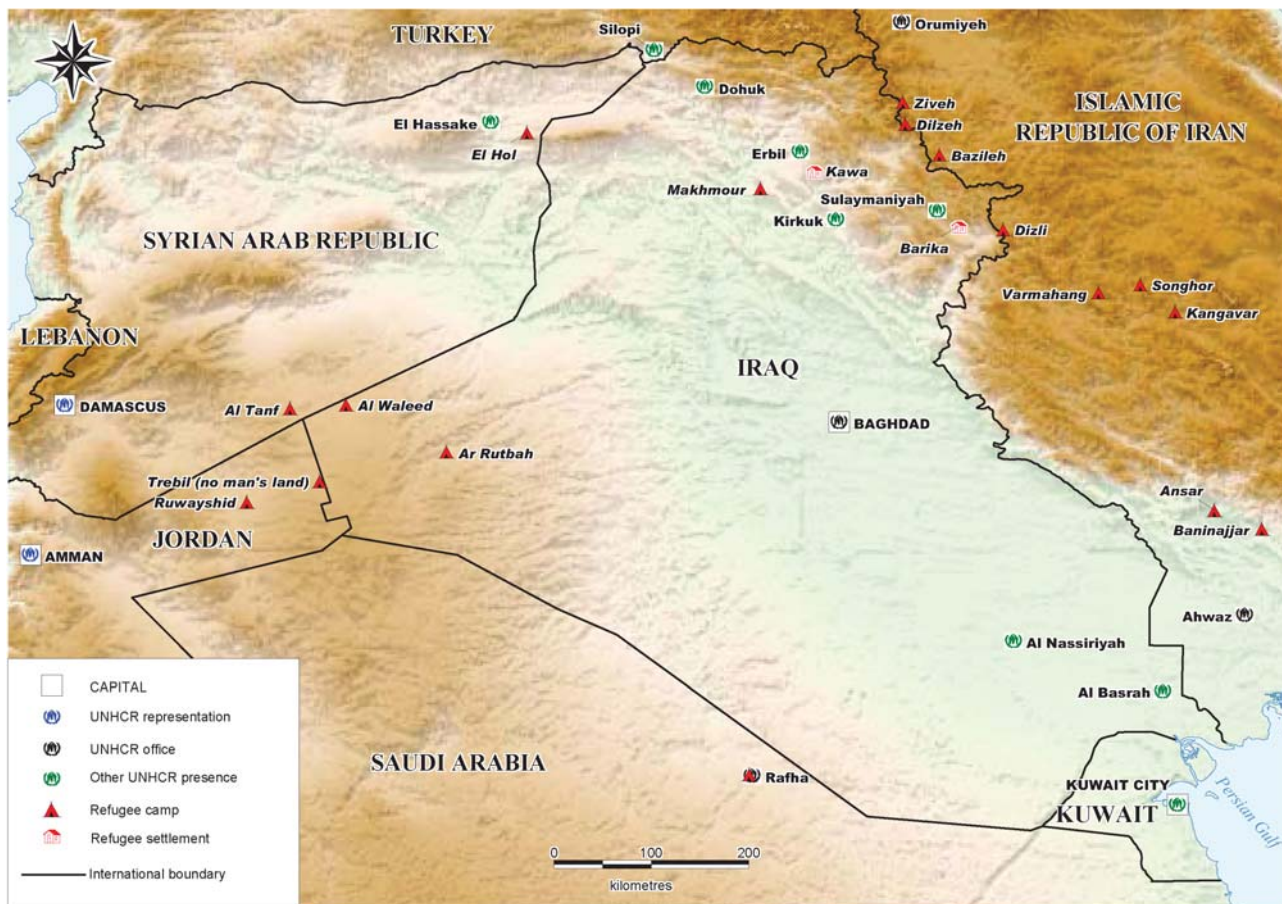 TURKEY
Silopi
Orumiyeh
Dohuk
ISLAMIC
REPUBLIC OF IRAN
Ziveh
Dilzeh
El Hassake
El Hol
Erbil
Bazileh
Kawa
Makhmour
Sulaymaniyah
Kirkuk
Dizli
SYRIAN ARAB REPUBLIC
Barika
Songhor
Varmahang
Kangavar
LEBANON
IRAQ
DAMASCUS
Al Tanf
Al Waleed
BAGHDAD
Ar Rutbah
Trebil (no man's land)
Ruwayshid
Ansar
Baninajjar
JORDAN
AMMAN
Ahwaz
Al Nassiriyah
Al Basrah
SAUDI ARABIA
Rafha
KUWAIT CITY
KUWAIT
Persian Gulf
CAPITAL
UNHCR representation
UNHCR office
Other UNHCR presence
Refugee camp
Refugee settlement
International boundary
0 100 200
kilometres